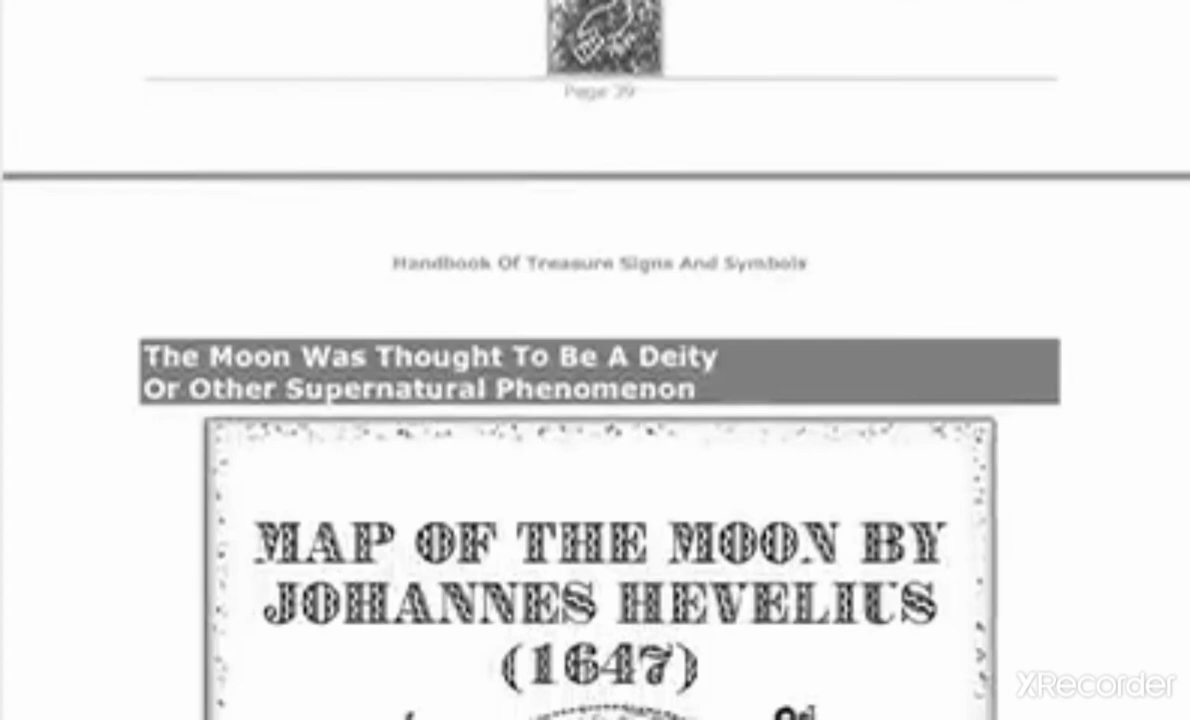 Page 39
Handbook Of Treasure Signs And Symbols
The Moon Was Thought To Be A Deity
Or Other Supernatural Phenomenon
MAP OF THE MOON BY
JOHANNES HEVELIUS
(1647)
XRecorder